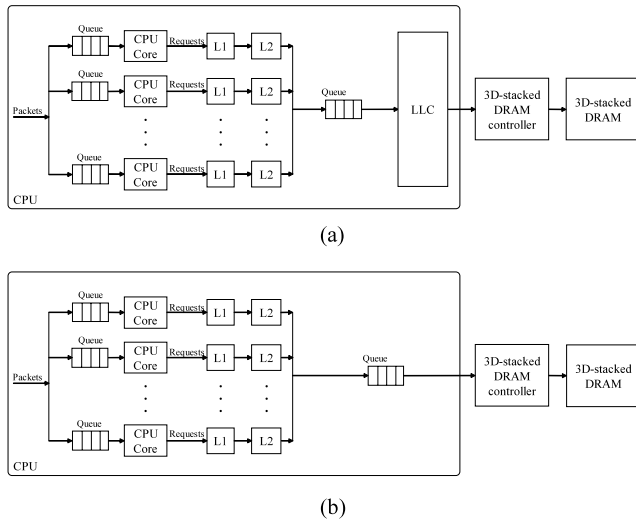 Queue
CPU
Core
Requests
L1
L2
Queue
CPU
Core
Requests
L1
L2
Queue
Packets
LLC
3D-stacked
DRAM
controller
3D-stacked
DRAM
Queue
CPU
Core
Requests
L1
L2
CPU
(a)
Queue
CPU
Core
Requests
L1
L2
Queue
CPU
Core
Requests
L1
L2
Queue
Packets
3D-stacked
DRAM
controller
3D-stacked
DRAM
Queue
CPU
Core
Requests
L1
L2
CPU
(b)